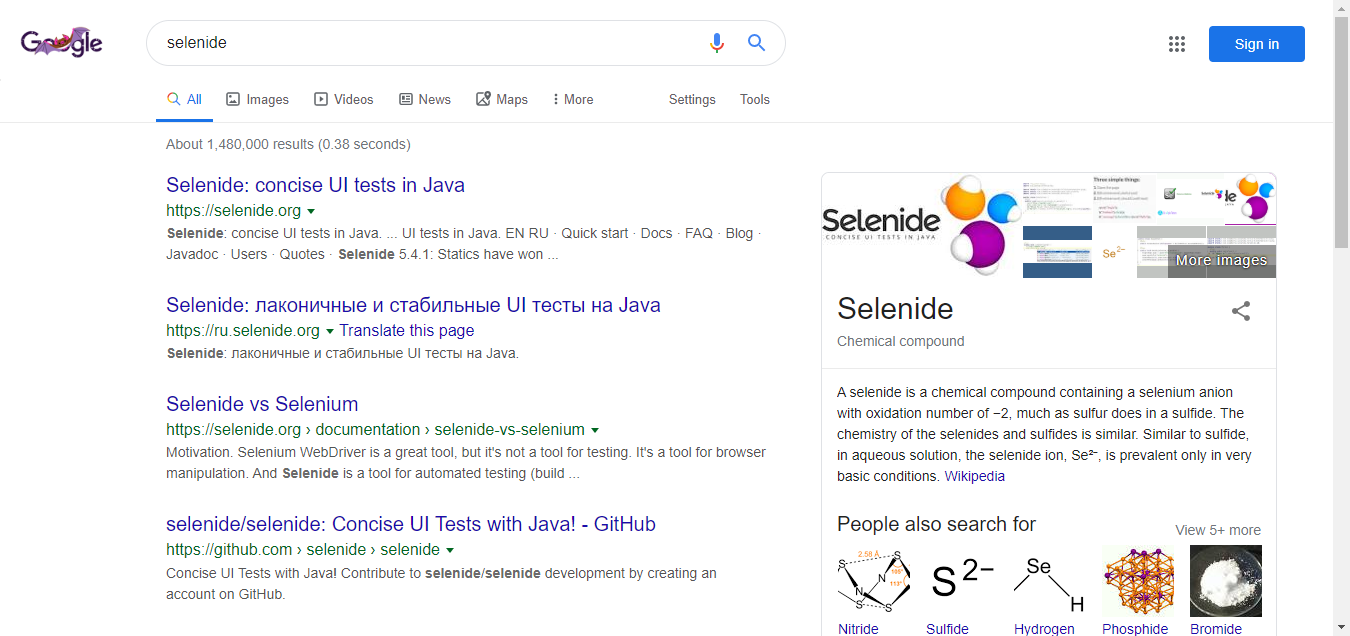 Google
selenide
Sign in
All Images Videos News Maps More Settings Tools
About 1,480,000 results (0.38 seconds)
Selenide: concise UI tests in Java
https://selenide.org
Selenide: concise UI tests in Java. ... UI tests in Java. EN RU · Quick start · Docs · FAQ · Blog ·
Javadoc · Users · Quotes · Selenide 5.4.1: Statics have won ...
Selenide: лаконичные и стабильные UI тесты на Java
https://ru.selenide.org Translate this page
Selenide: лаконичные и стабильные UI тесты на Java.
Selenide vs Selenium
https://selenide.org › documentation › selenide-vs-selenium
Motivation. Selenium WebDriver is a great tool, but it's not a tool for testing. It's a tool for browser
manipulation. And Selenide is a tool for automated testing (build ...
selenide/selenide: Concise UI Tests with Java! - GitHub
https://github.com › selenide › selenide
Concise UI Tests with Java! Contribute to selenide/selenide development by creating an
account on GitHub.
Selenide
CONCISE UI TESTS IN JAVA
Three simple things:
Se²⁻
More images
Selenide
Chemical compound
A selenide is a chemical compound containing a selenium anion
with oxidation number of −2, much as sulfur does in a sulfide. The
chemistry of the selenides and sulfides is similar. Similar to sulfide,
in aqueous solution, the selenide ion, Se²⁻, is prevalent only in very
basic conditions. Wikipedia
People also search for
View 5+ more
2.58 Å
S S
N N
S S
S²⁻
Se
H
Nitride Sulfide Hydrogen Phosphide Bromide